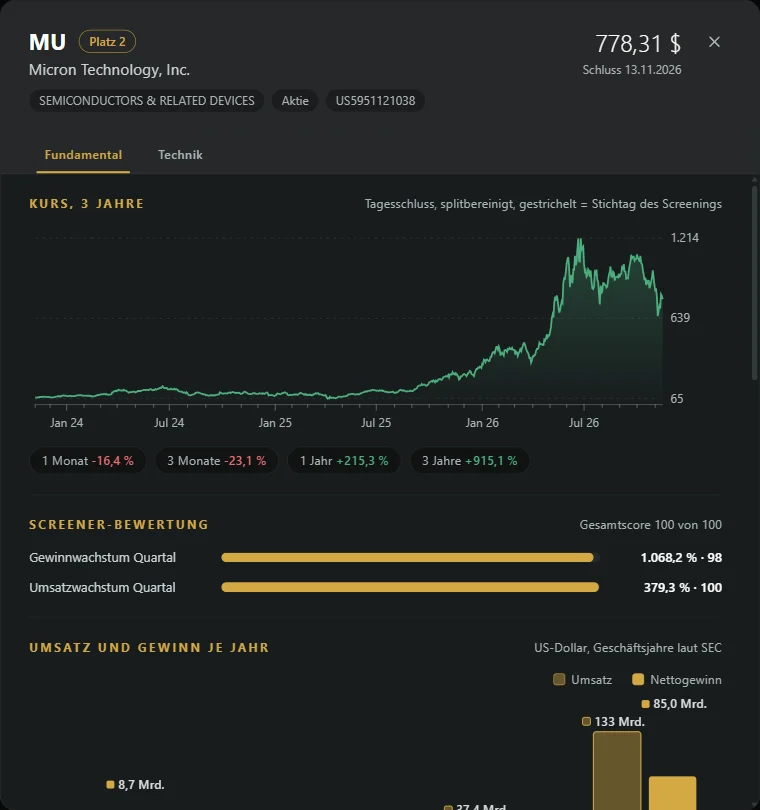 MU Platz 2 778,31 $ ×
Micron Technology, Inc. Schluss 13.11.2026
SEMICONDUCTORS & RELATED DEVICES Aktie US5951121038
Fundamental Technik
KURS, 3 JAHRE Tagesschluss, splitbereinigt, gestrichelt = Stichtag des Screenings
1.214
639
65
Jan 24 Jul 24 Jan 25 Jul 25 Jan 26 Jul 26
1 Monat -16,4 % 3 Monate -23,1 % 1 Jahr +215,3 % 3 Jahre +915,1 %
SCREENER-BEWERTUNG Gesamtscore 100 von 100
Gewinnwachstum Quartal 1.068,2 % · 98
Umsatzwachstum Quartal 379,3 % · 100
UMSATZ UND GEWINN JE JAHR US-Dollar, Geschäftsjahre laut SEC
Umsatz Nettogewinn
85,0 Mrd.
133 Mrd.
8,7 Mrd.
37,4 Mrd.